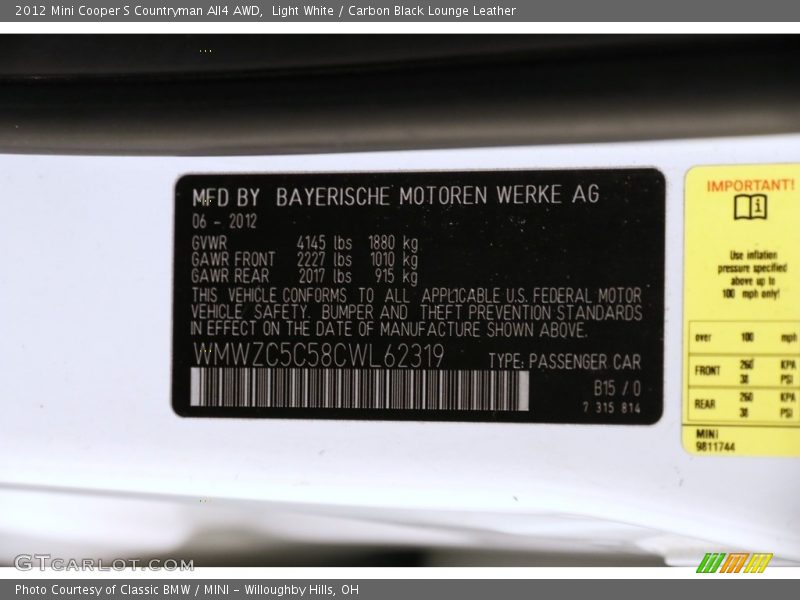 2012 Mini Cooper S Countryman All4 AWD,  Light White / Carbon Black Lounge Leather
MFD BY BAYERISCHE MOTOREN WERKE AG
06 - 2012
GVWR 4145 lbs 1880 kg
GAWR FRONT 2227 lbs 1010 kg
GAWR REAR 2017 lbs 915 kg
THIS VEHICLE CONFORMS TO ALL APPLICABLE U.S. FEDERAL MOTOR
VEHICLE SAFETY, BUMPER AND THEFT PREVENTION STANDARDS
IN EFFECT ON THE DATE OF MANUFACTURE SHOWN ABOVE.
WMWZC5C58CWL62319 TYPE: PASSENGER CAR
B15 / 0
7 315 814
IMPORTANT!
i
Use inflation
pressure specified
above up to
100 mph only!
over 100 mph
FRONT 260 KPA
38 PSI
REAR 260 KPA
38 PSI
MINI
9811744
GTCARLOT.COM
Photo Courtesy of Classic BMW / MINI - Willoughby Hills, OH